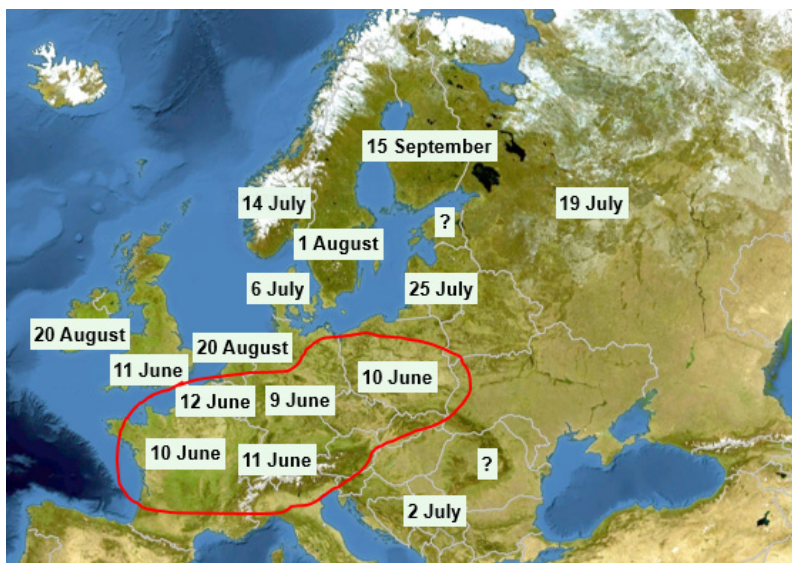 15 September
14 July
19 July
?
1 August
6 July
25 July
20 August
20 August
11 June
10 June
12 June
9 June
10 June
11 June
?
2 July